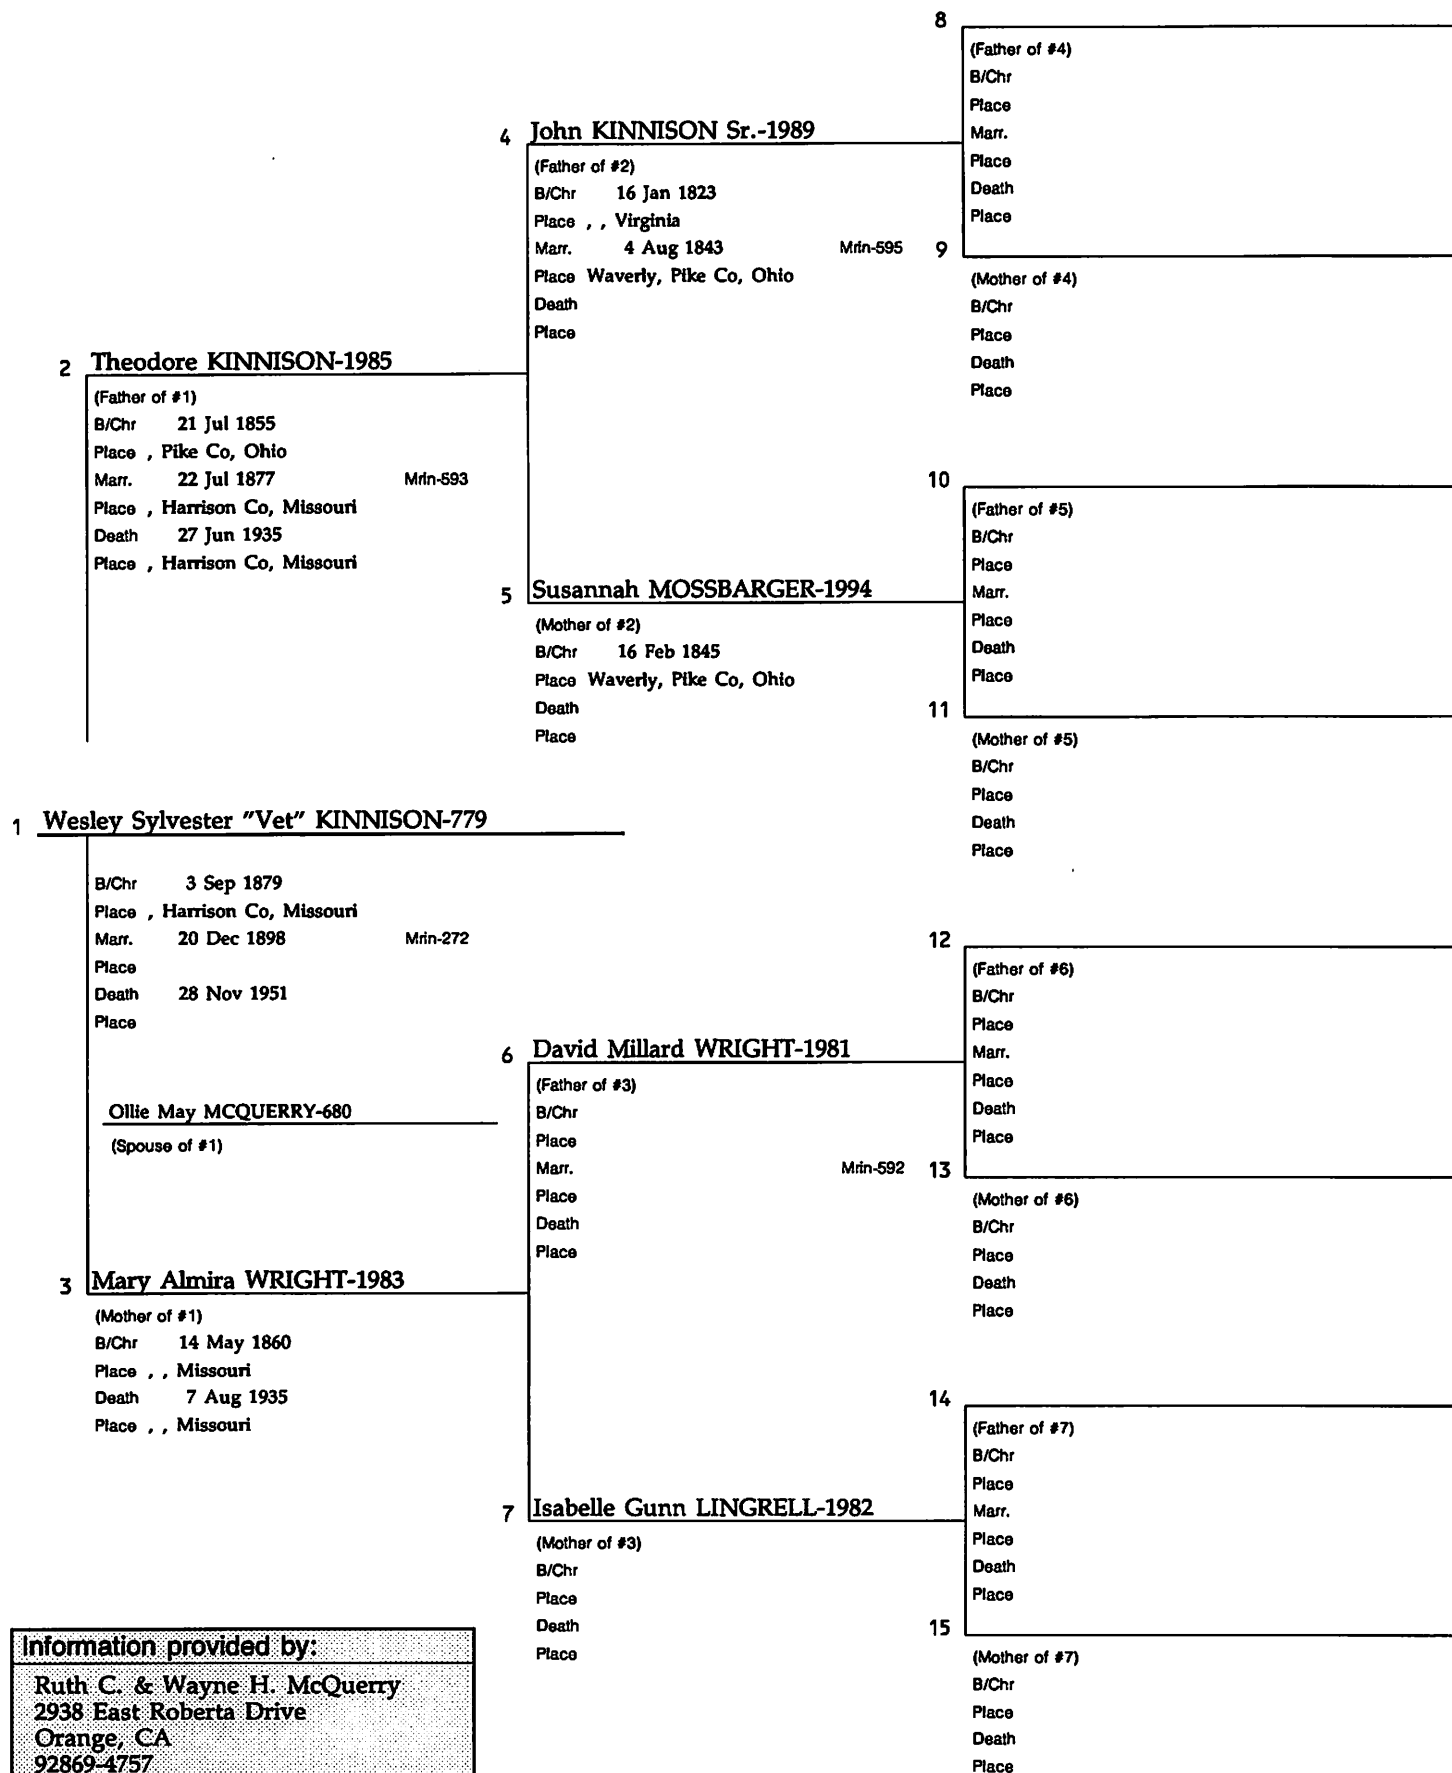 8
(Father of #4)
B/Chr
Place
Marr.
Place
Death
Place
4 John KINNISON Sr.-1989
(Father of #2)
B/Chr 16 Jan 1823
Place , , Virginia
Marr. 4 Aug 1843 Mrin-595
Place Waverly, Pike Co, Ohio
Death
Place
9
(Mother of #4)
B/Chr
Place
Death
Place
2 Theodore KINNISON-1985
(Father of #1)
B/Chr 21 Jul 1855
Place , Pike Co, Ohio
Marr. 22 Jul 1877 Mrin-593
Place , Harrison Co, Missouri
Death 27 Jun 1935
Place , Harrison Co, Missouri
10
(Father of #5)
B/Chr
Place
Marr.
Place
Death
Place
5 Susannah MOSSBARGER-1994
(Mother of #2)
B/Chr 16 Feb 1845
Place Waverly, Pike Co, Ohio
Death
Place
11
(Mother of #5)
B/Chr
Place
Death
Place
1 Wesley Sylvester "Vet" KINNISON-779
B/Chr 3 Sep 1879
Place , Harrison Co, Missouri
Marr. 20 Dec 1898 Mrin-272
Place
Death 28 Nov 1951
Place
Ollie May MCQUERRY-680
(Spouse of #1)
12
(Father of #6)
B/Chr
Place
Marr.
Place
Death
Place
6 David Millard WRIGHT-1981
(Father of #3)
B/Chr
Place
Marr. Mrin-592
Place
Death
Place
13
(Mother of #6)
B/Chr
Place
Death
Place
3 Mary Almira WRIGHT-1983
(Mother of #1)
B/Chr 14 May 1860
Place , , Missouri
Death 7 Aug 1935
Place , , Missouri
14
(Father of #7)
B/Chr
Place
Marr.
Place
Death
Place
7 Isabelle Gunn LINGRELL-1982
(Mother of #3)
B/Chr
Place
Death
Place
15
(Mother of #7)
B/Chr
Place
Death
Place
Information provided by:
Ruth C. & Wayne H. McQuerry
2938 East Roberta Drive
Orange, CA
92869-4757